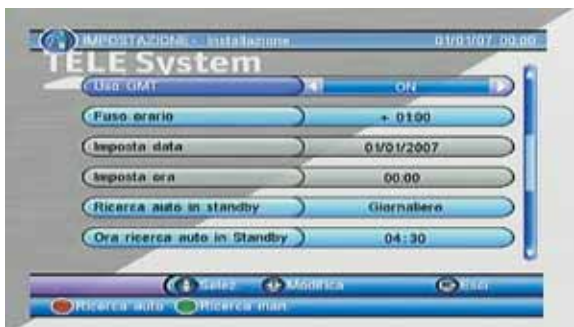 IMPOSTAZIONE - Installazione 01/01/07 00:00
TELE System
Uso GMT ON
Fuso orario + 01:00
Imposta data 01/01/2007
Imposta ora 00:00
Ricerca auto in standby Giornaliero
Ora ricerca auto in Standby 04:30
Selez Modifica Esci
Ricerca auto Ricerca man.